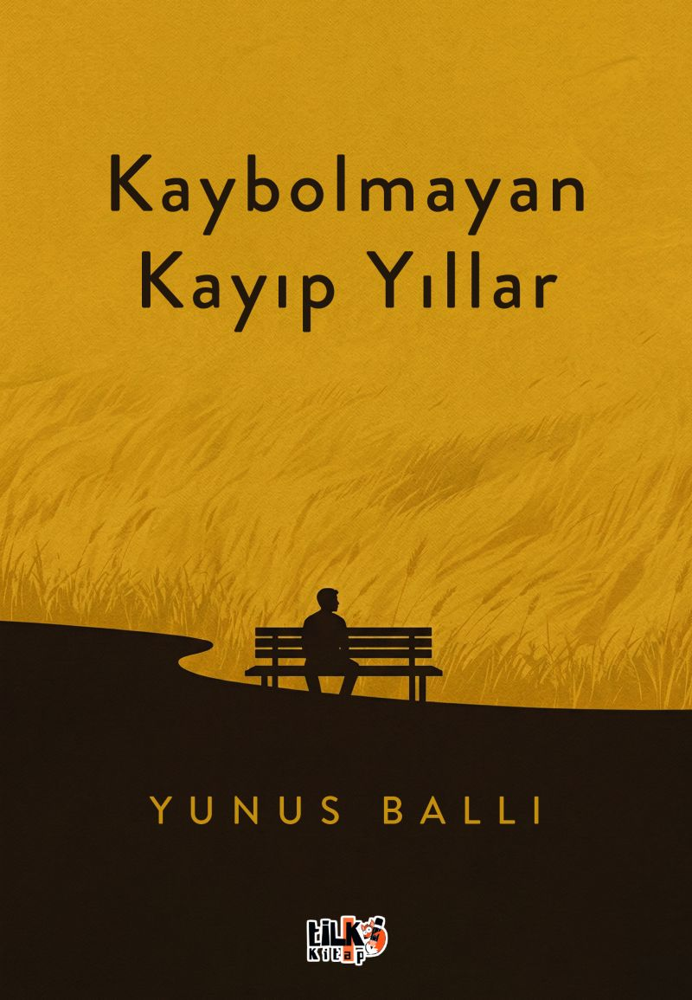 Kaybolmayan
Kayıp Yıllar
YUNUS BALLI
tilki
kitap